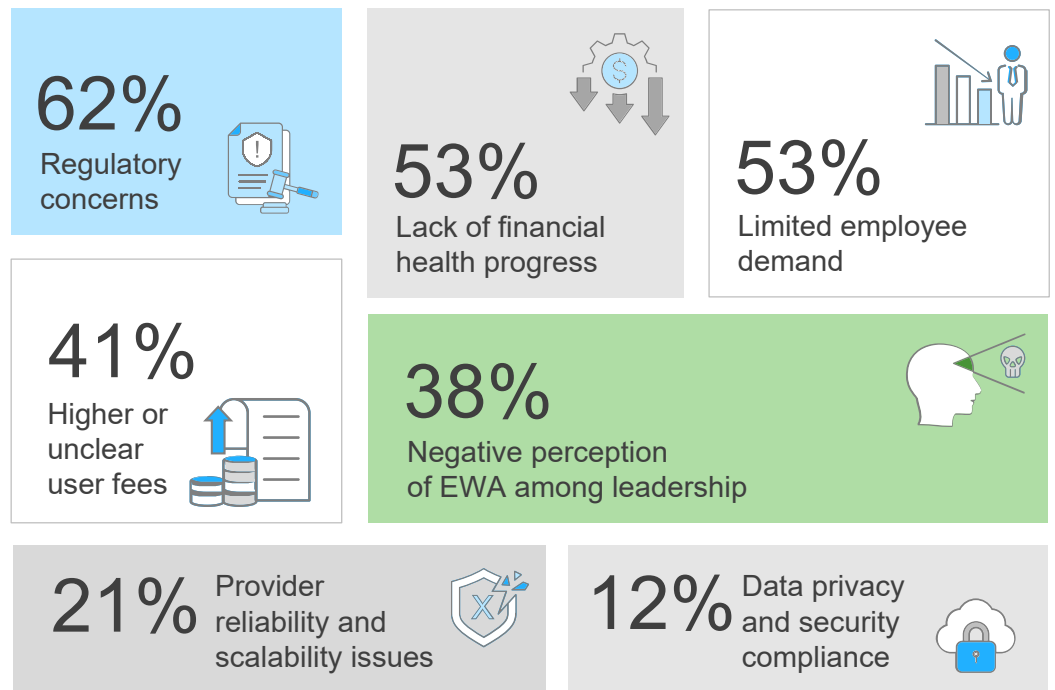 62%
Regulatory
concerns
53%
Lack of financial
health progress
53%
Limited employee
demand
41%
Higher or
unclear
user fees
38%
Negative perception
of EWA among leadership
21%
Provider
reliability and
scalability issues
12%
Data privacy
and security
compliance